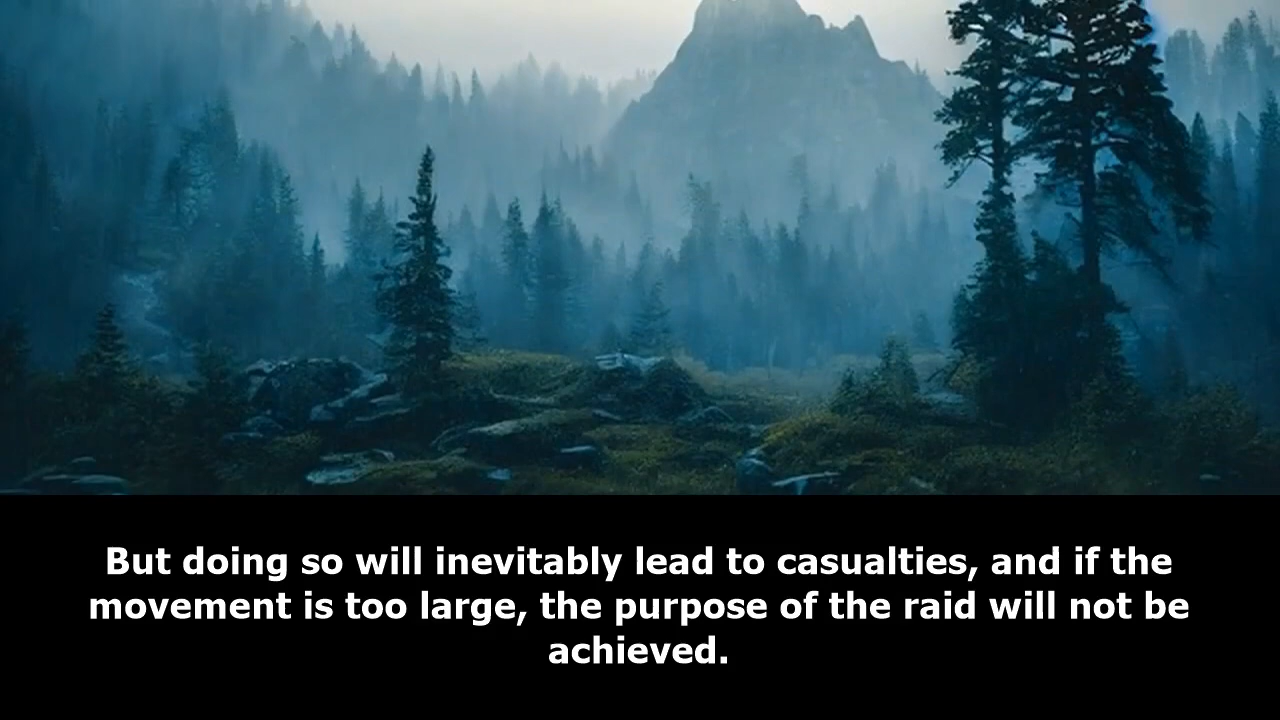 But doing so will inevitably lead to casualties, and if the
movement is too large, the purpose of the raid will not be
achieved.